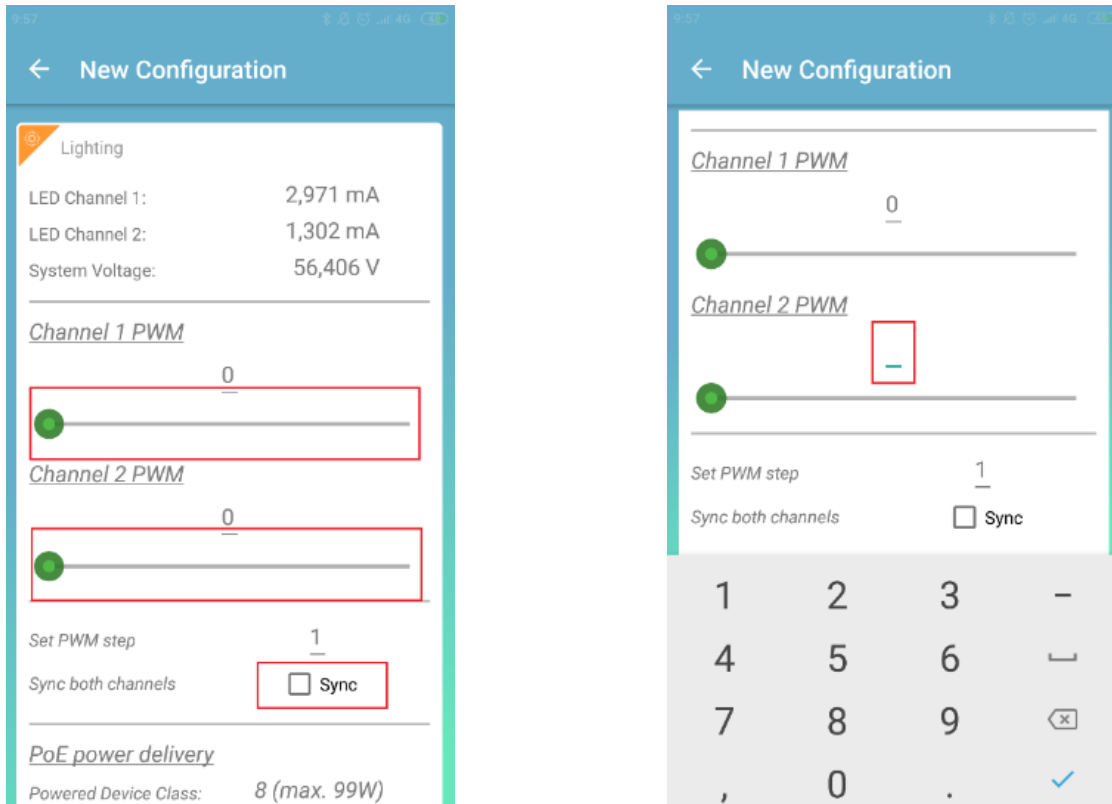 9:57
4G
New Configuration
Lighting
LED Channel 1: 2,971 mA
LED Channel 2: 1,302 mA
System Voltage: 56,406 V
Channel 1 PWM
0
Channel 2 PWM
0
Set PWM step 1
Sync both channels Sync
PoE power delivery
Powered Device Class: 8 (max. 99W)
9:57
4G
New Configuration
Channel 1 PWM
0
Channel 2 PWM
Set PWM step 1
Sync both channels Sync
1 2 3 -
4 5 6
7 8 9
, 0 .